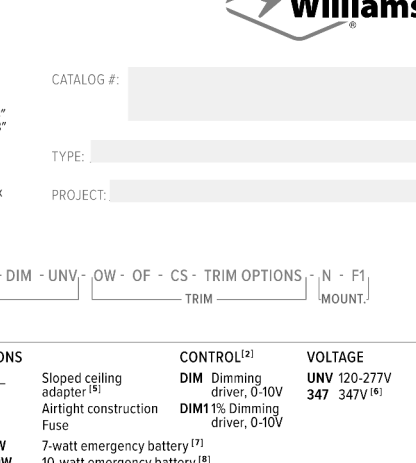 Williams
®
CATALOG #:
TYPE:
PROJECT:
- DIM - UNV - OW - OF - CS - TRIM OPTIONS - N - F1
TRIM MOUNT.
ONS CONTROL[2] VOLTAGE
Sloped ceiling DIM Dimming UNV 120-277V
adapter [5] driver, 0-10V 347 347V [6]
Airtight construction DIM1 1% Dimming
Fuse driver, 0-10V
W 7-watt emergency battery [7]
0W 10-watt emergency battery [8]